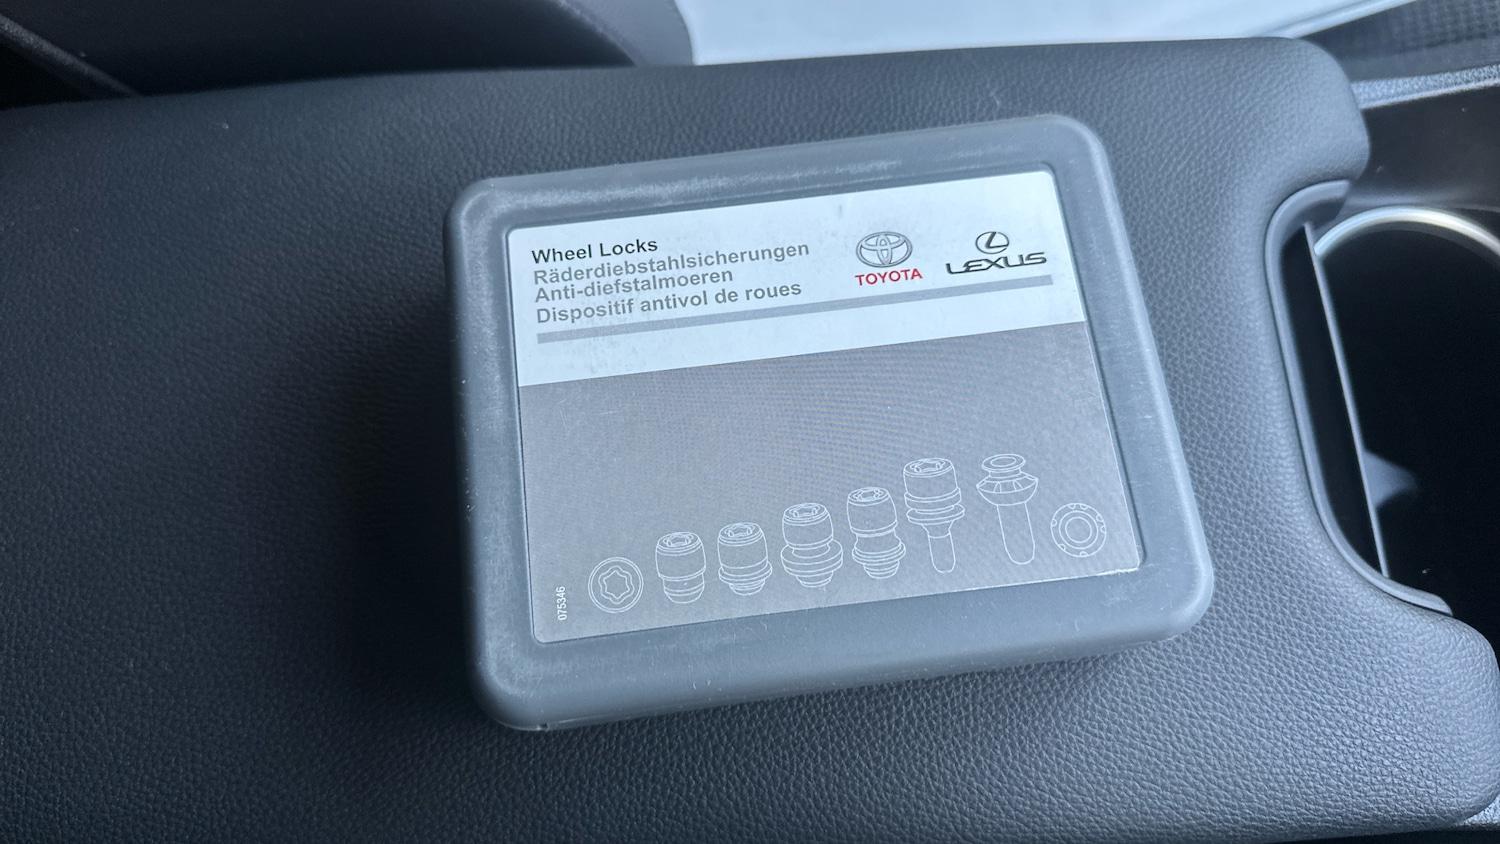 Wheel Locks
Räderdiebstahlsicherungen
Anti-diefstalmoeren
Dispositif antivol de roues
TOYOTA
LEXUS
075346